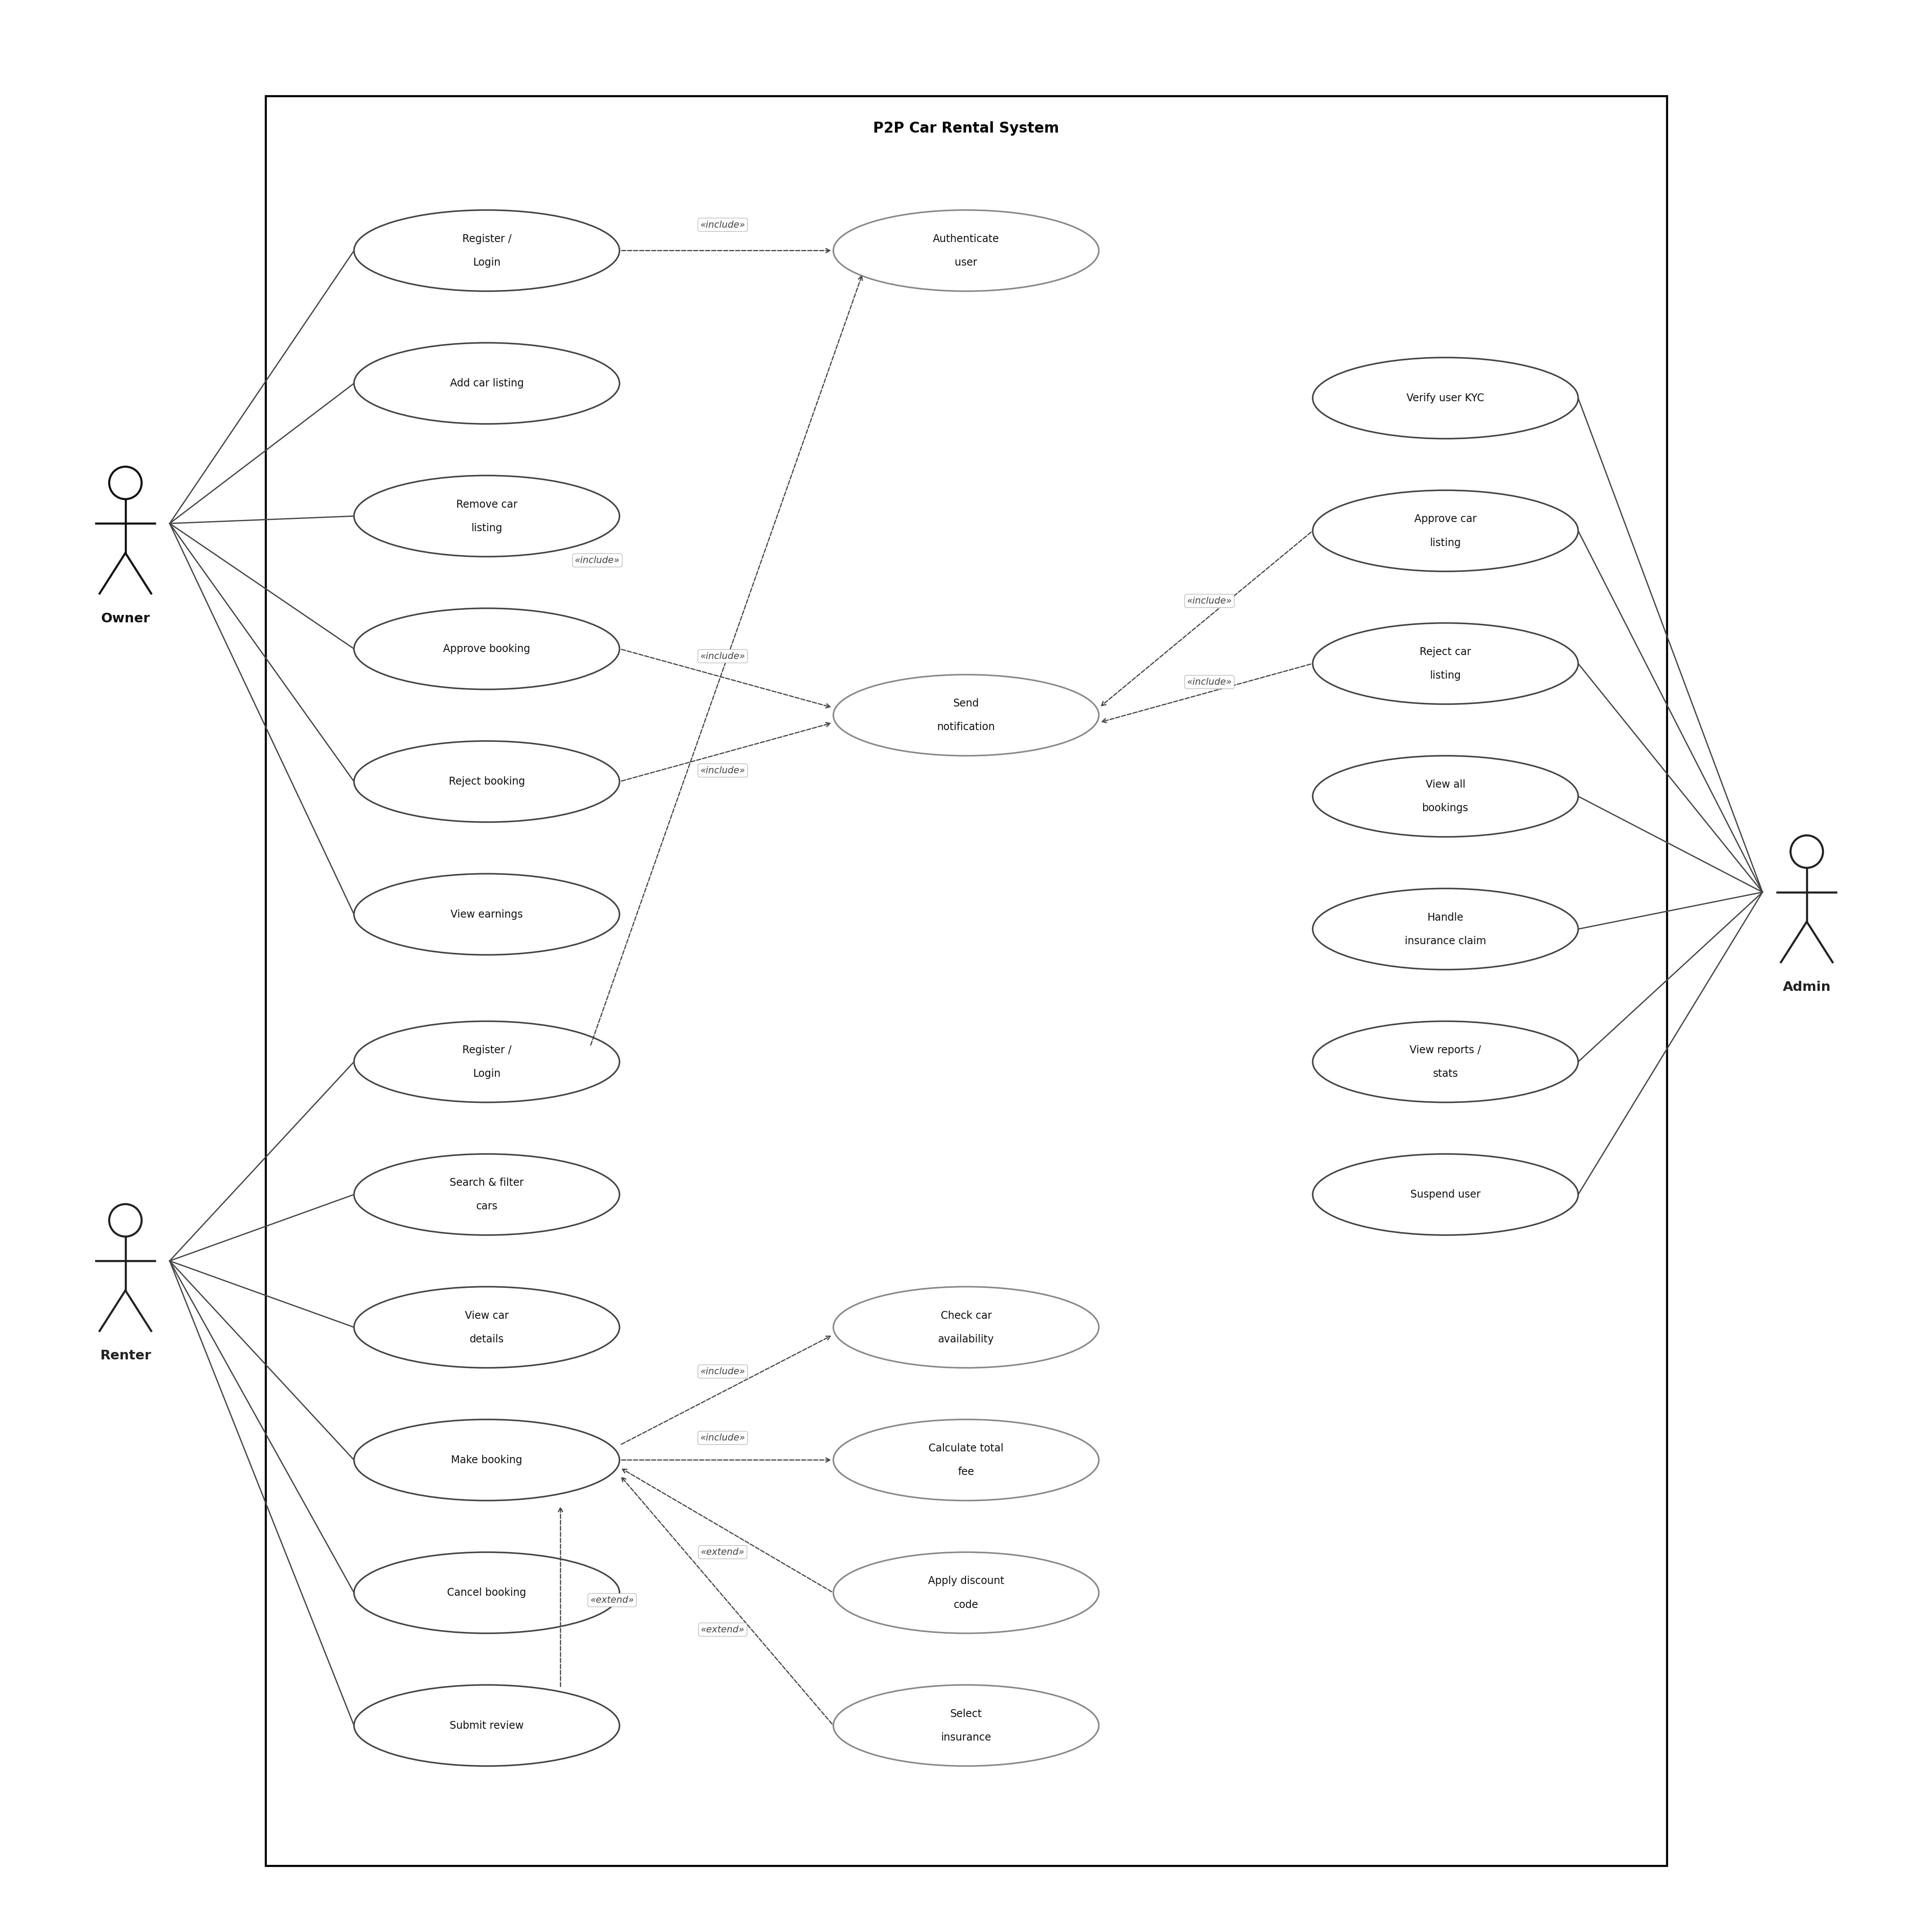 P2P Car Rental System
Register /
Login
«include»
Authenticate
user
Add car listing
Verify user KYC
Remove car
listing
«include»
Approve car
listing
Owner
«include»
Approve booking
«include»
Reject car
listing
«include»
Send
notification
Reject booking
«include»
View all
bookings
View earnings
Handle
insurance claim
Admin
Register /
Login
View reports /
stats
Search & filter
cars
Suspend user
Renter
View car
details
Check car
availability
«include»
Make booking
«include»
Calculate total
fee
«extend»
Cancel booking
«extend»
Apply discount
code
«extend»
Submit review
Select
insurance